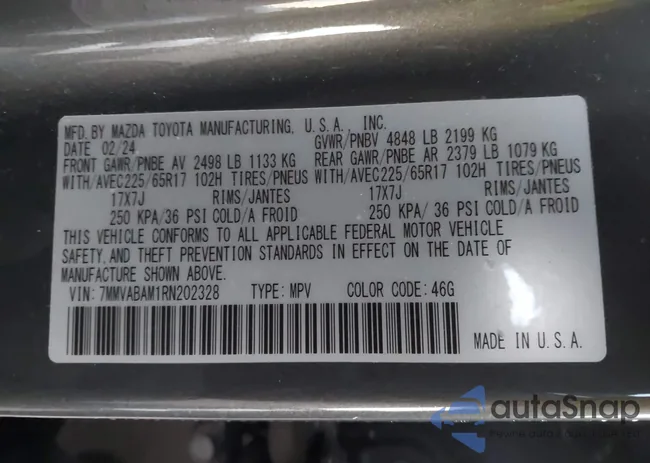 MFD. BY MAZDA TOYOTA MANUFACTURING, U.S.A., INC.
DATE 02/24 GVWR/PNBV 4848 LB 2199 KG
FRONT GAWR/PNBE AV 2498 LB 1133 KG REAR GAWR/PNBE AR 2379 LB 1079 KG
WITH/AVEC225/65R17 102H TIRES/PNEUS WITH/AVEC225/65R17 102H TIRES/PNEUS
17X7J RIMS/JANTES 17X7J RIMS/JANTES
250 KPA/36 PSI COLD/A FROID 250 KPA/ 36 PSI COLD/A FROID
THIS VEHICLE CONFORMS TO ALL APPLICABLE FEDERAL MOTOR VEHICLE
SAFETY, AND THEFT PREVENTION STANDARDS IN EFFECT ON THE DATE OF
MANUFACTURE SHOWN ABOVE.
VIN: 7MMVABAM1RN202328 TYPE: MPV COLOR CODE: 46G
MADE IN U.S.A.
autaSnap